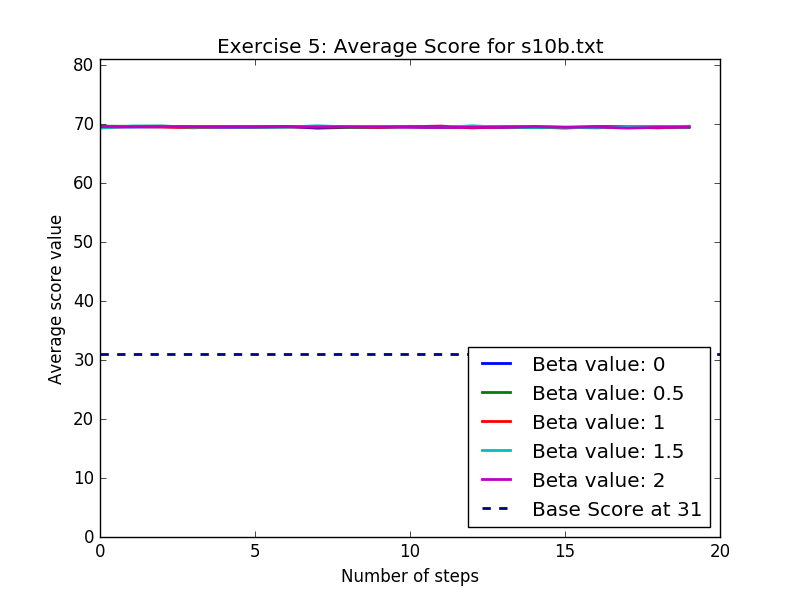 Exercise 5: Average Score for s10b.txt
80
70
60
50
40
30
20
10
0
Average score value
0 5 10 15 20
Number of steps
Beta value: 0
Beta value: 0.5
Beta value: 1
Beta value: 1.5
Beta value: 2
Base Score at 31